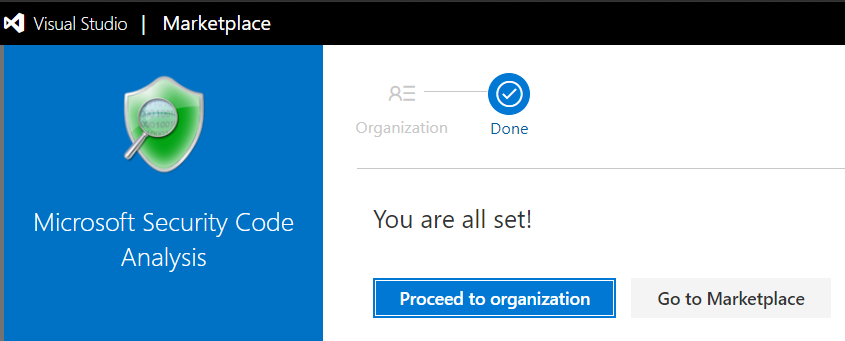 Visual Studio | Marketplace
Microsoft Security Code
Analysis
Organization
Done
You are all set!
Proceed to organization
Go to Marketplace